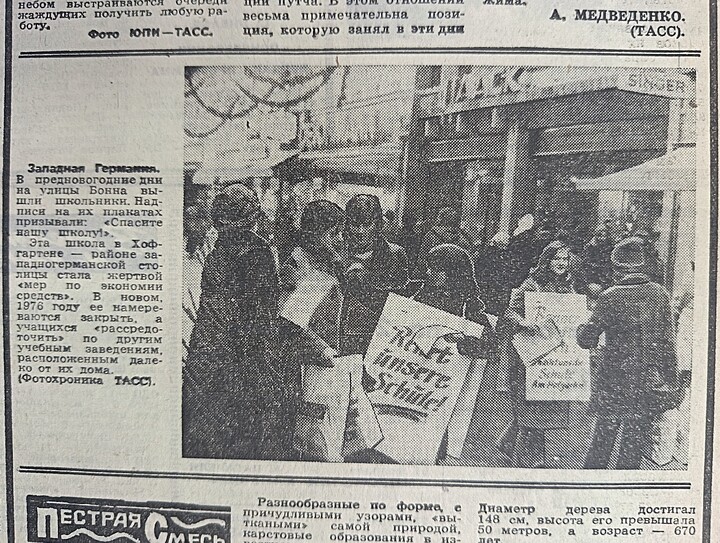 небом выстраиваются очереди
жаждущих получить любую ра-
боту.
Фото ЮПИ — ТАСС.
ции путча. В этом отношении
весьма примечательна пози-
ция, которую занял в эти дни
жима.
А. МЕДВЕДЕНКО.
(ТАСС).
Западная Германия.
В предновогодние дни
на улицы Бонна вы-
шли школьники. Над-
писи на их плакатах
призывали: «Спасите
нашу школу!».
Эта школа в Хоф-
гартене — районе за-
падногерманской сто-
лицы стала жертвой
«мер по экономии
средств». В новом,
1976 году ее намере-
ваются закрыть, а
учащихся «рассредо-
точить» по другим
учебным заведениям,
расположенным дале-
ко от их дома.
(Фотохроника ТАСС).
SINGER
Rettet
unsere
Schule!
Am Hofgarten
ПЕСТРАЯ СМЕСЬ
Разнообразные по форме, с
причудливыми узорами, «вы-
тканными» самой природой,
карстовые образования в из-
Диаметр дерева достигал
148 см, высота его превышала
50 метров, а возраст — 670
лет.